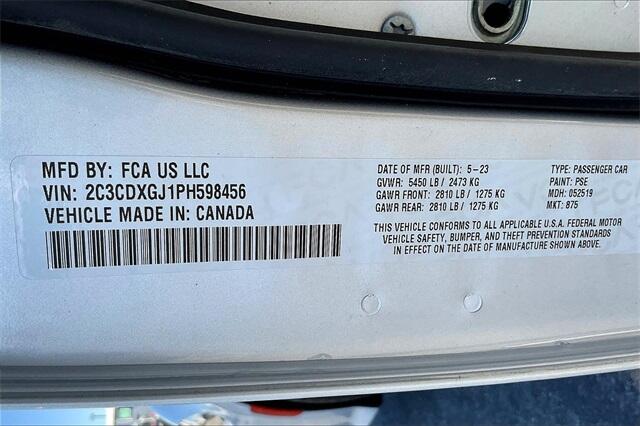 MFD BY: FCA US LLC
VIN: 2C3CDXGJ1PH598456
VEHICLE MADE IN: CANADA
DATE OF MFR (BUILT): 5-23
GVWR: 5450 LB / 2473 KG
GAWR FRONT: 2810 LB / 1275 KG
GAWR REAR: 2810 LB / 1275 KG
TYPE: PASSENGER CAR
PAINT: PSE
MDH: 052519
MKT: 875
THIS VEHICLE CONFORMS TO ALL APPLICABLE U.S.A. FEDERAL MOTOR
VEHICLE SAFETY, BUMPER, AND THEFT PREVENTION STANDARDS
IN EFFECT ON THE DATE OF MANUFACTURE SHOWN ABOVE.